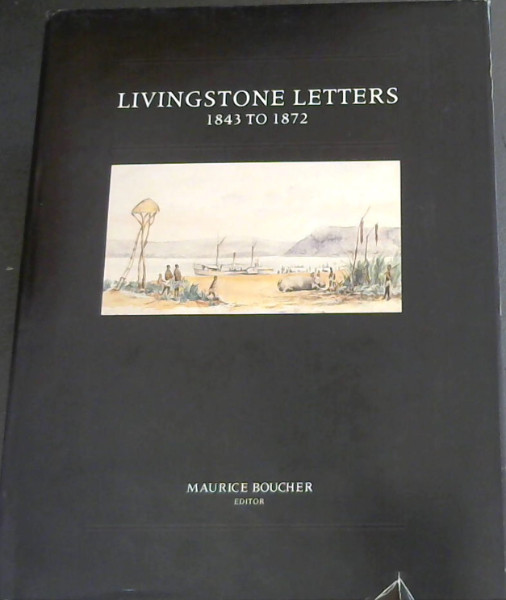 LIVINGSTONE LETTERS
1843 TO 1872
MAURICE BOUCHER
EDITOR